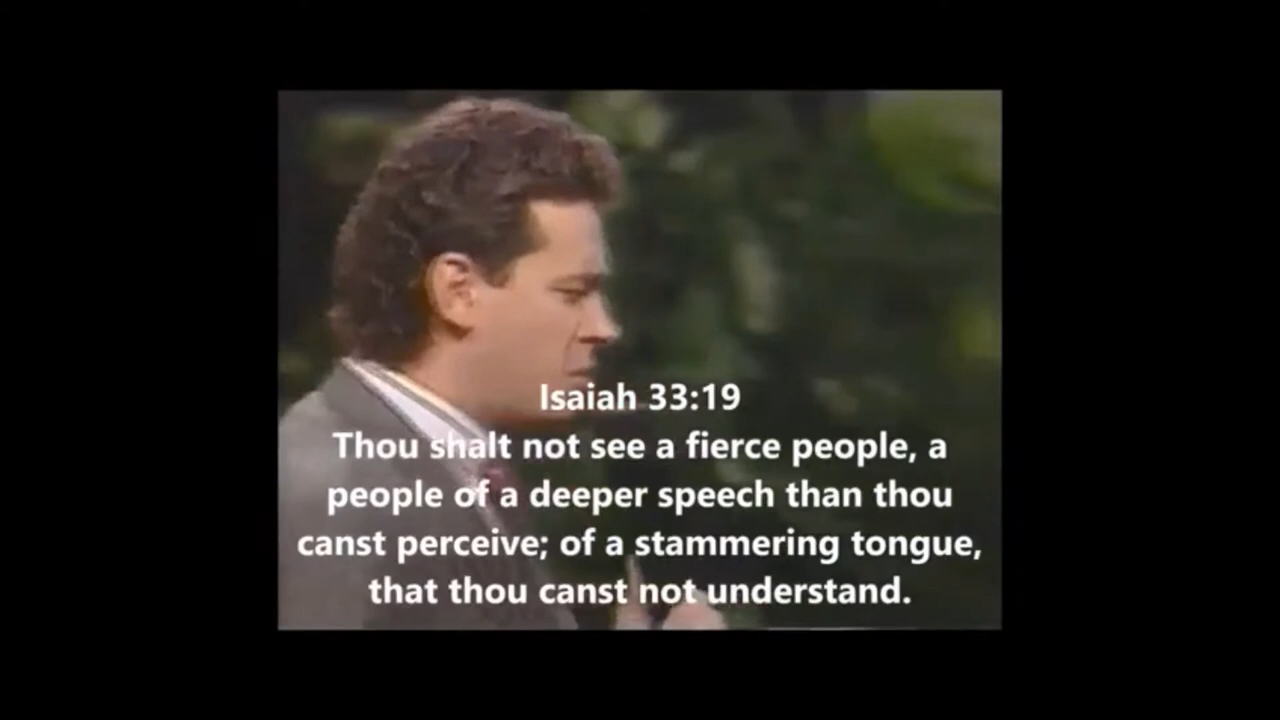 Isaiah 33:19
Thou shalt not see a fierce people, a
people of a deeper speech than thou
canst perceive; of a stammering tongue,
that thou canst not understand.